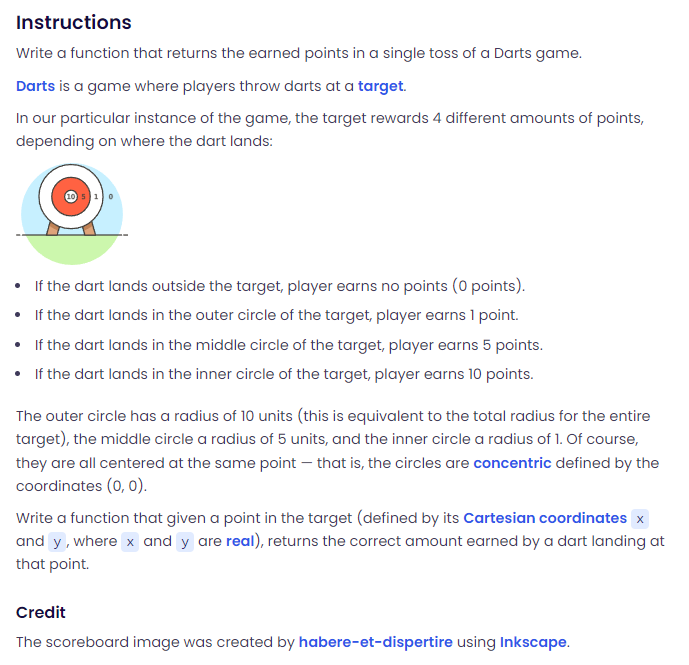 Instructions
Write a function that returns the earned points in a single toss of a Darts game.
Darts is a game where players throw darts at a target.
In our particular instance of the game, the target rewards 4 different amounts of points,
depending on where the dart lands:
10 5 1 0
If the dart lands outside the target, player earns no points (0 points).
If the dart lands in the outer circle of the target, player earns 1 point.
If the dart lands in the middle circle of the target, player earns 5 points.
If the dart lands in the inner circle of the target, player earns 10 points.
The outer circle has a radius of 10 units (this is equivalent to the total radius for the entire
target), the middle circle a radius of 5 units, and the inner circle a radius of 1. Of course,
they are all centered at the same point — that is, the circles are concentric defined by the
coordinates (0, 0).
Write a function that given a point in the target (defined by its Cartesian coordinates x
and y, where x and y are real), returns the correct amount earned by a dart landing at
that point.
Credit
The scoreboard image was created by habere-et-dispertire using Inkscape.